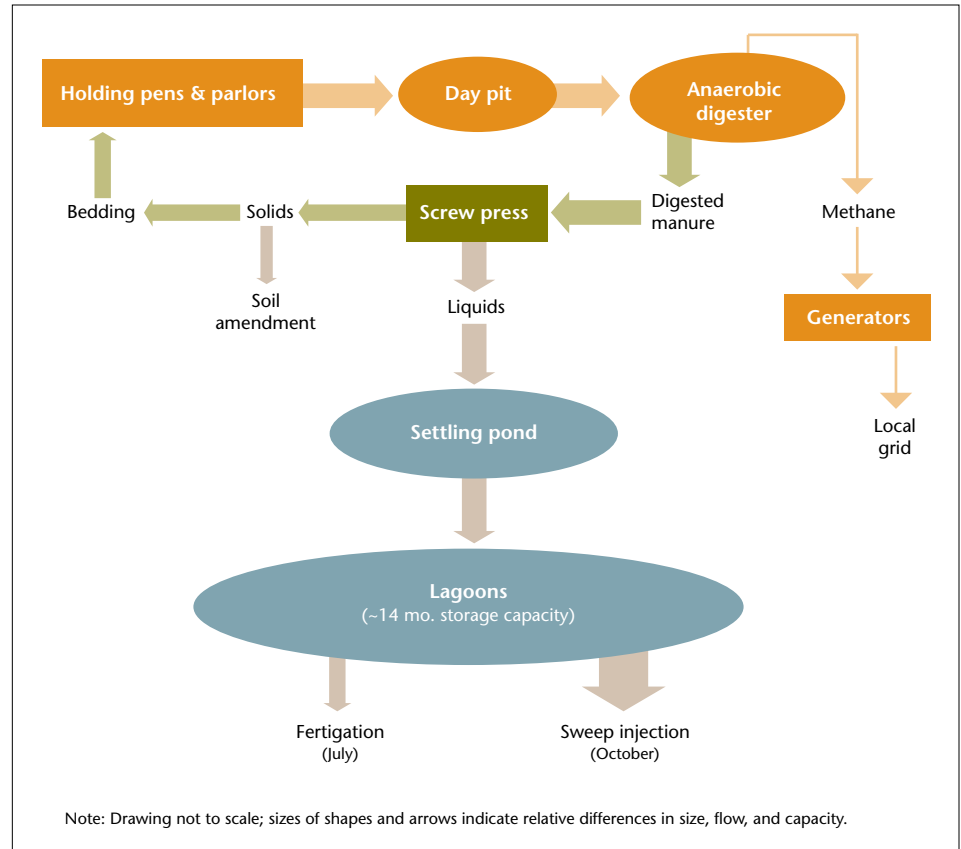 Holding pens & parlors
Day pit
Anaerobic
digester
Bedding
Solids
Screw press
Digested
manure
Methane
Soil
amendment
Liquids
Generators
Settling pond
Local
grid
Lagoons
(~14 mo. storage capacity)
Fertigation
(July)
Sweep injection
(October)
Note: Drawing not to scale; sizes of shapes and arrows indicate relative differences in size, flow, and capacity.